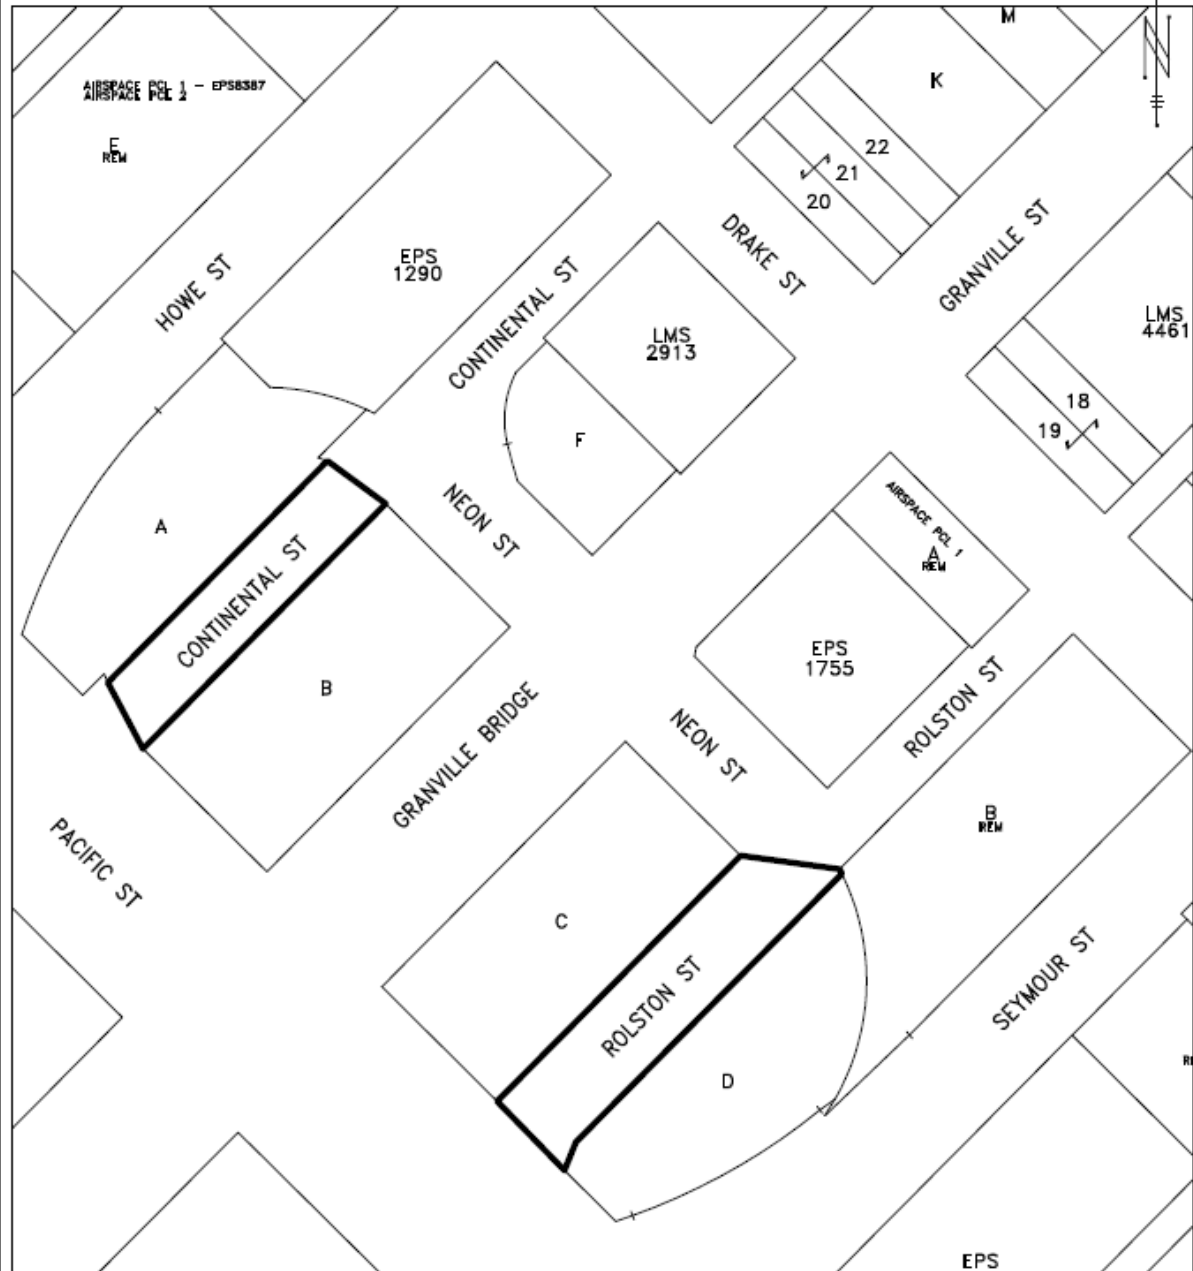 M
K
AIRSPACE PCL 1 - EPS8387
AIRSPACE PCL 2
E
REM
22
21
20
DRAKE ST
GRANVILLE ST
EPS
1290
HOWE ST
CONTINENTAL ST
LMS
2913
LMS
4461
18
19
F
A
NEON ST
AIRSPACE PCL 1
A
REM
CONTINENTAL ST
B
EPS
1755
GRANVILLE BRIDGE
NEON ST
ROLSTON ST
B
REM
PACIFIC ST
C
SEYMOUR ST
ROLSTON ST
D
EPS